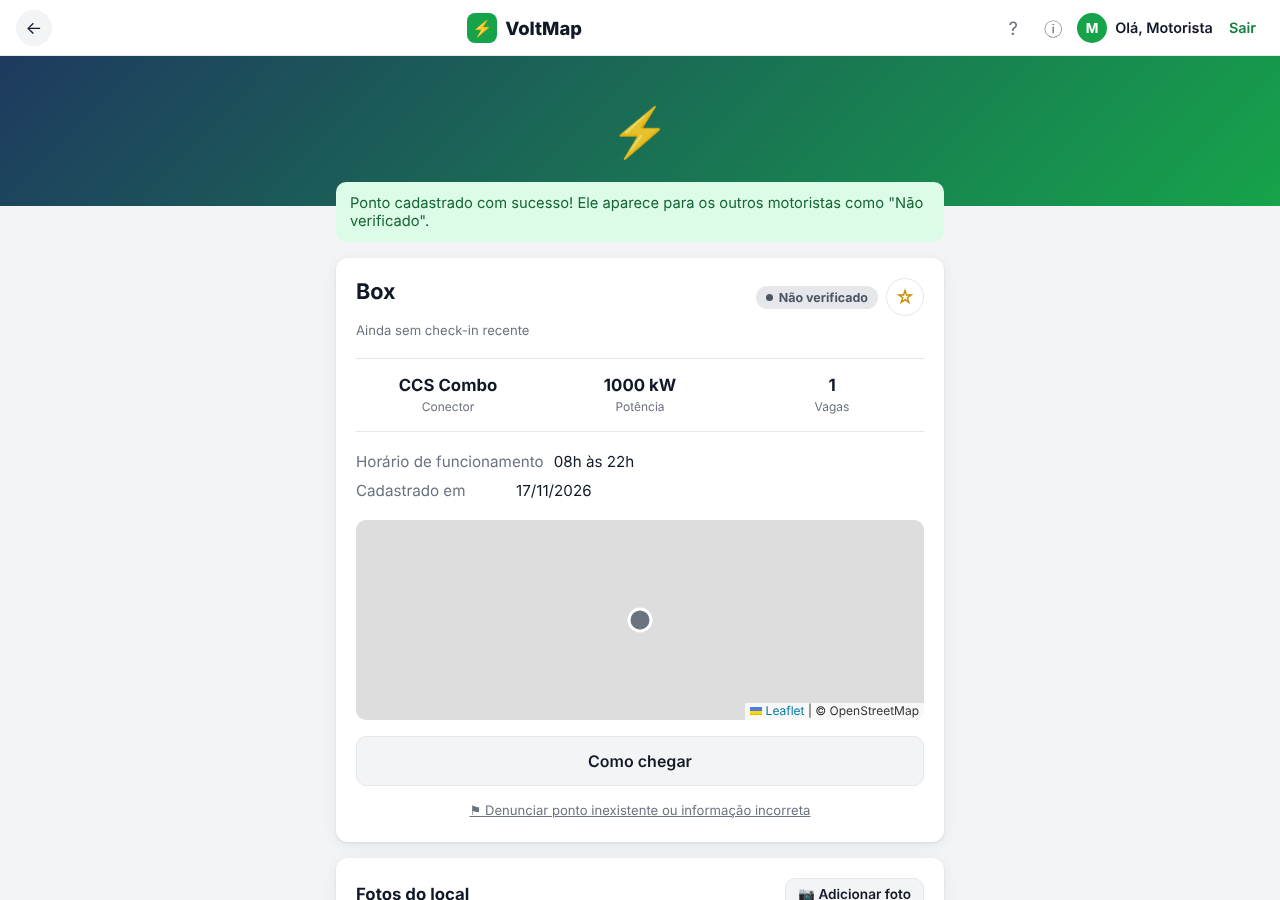 VoltMap
?
M
Olá, Motorista
Sair
Ponto cadastrado com sucesso! Ele aparece para os outros motoristas como "Não
verificado".
Box
Não verificado
Ainda sem check-in recente
CCS Combo
1000 kW
1
Conector
Potência
Vagas
Horário de funcionamento 08h às 22h
Cadastrado em 17/11/2026
Leaflet | © OpenStreetMap
Como chegar
Denunciar ponto inexistente ou informação incorreta
Fotos do local
Adicionar foto